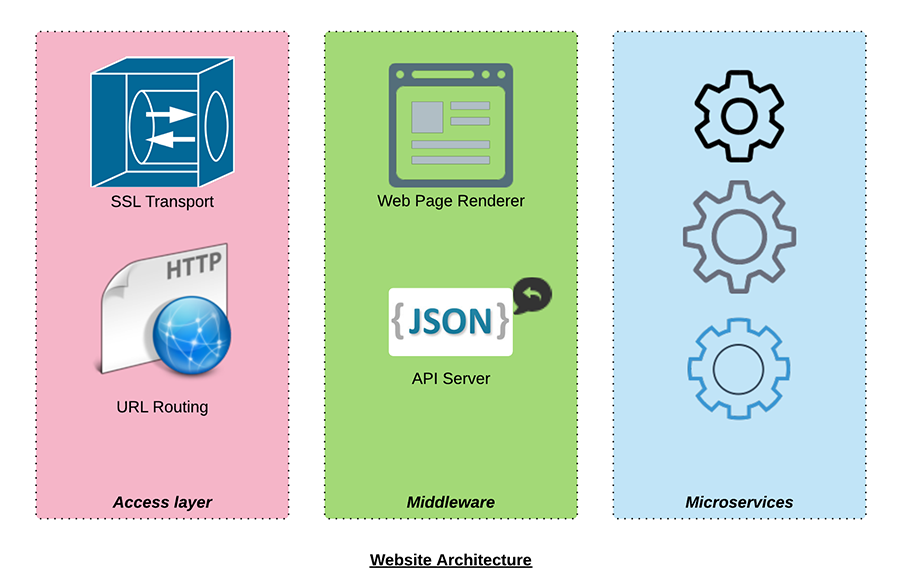 SSL Transport
HTTP
URL Routing
Access layer
Web Page Renderer
{JSON}
API Server
Middleware
Microservices
Website Architecture